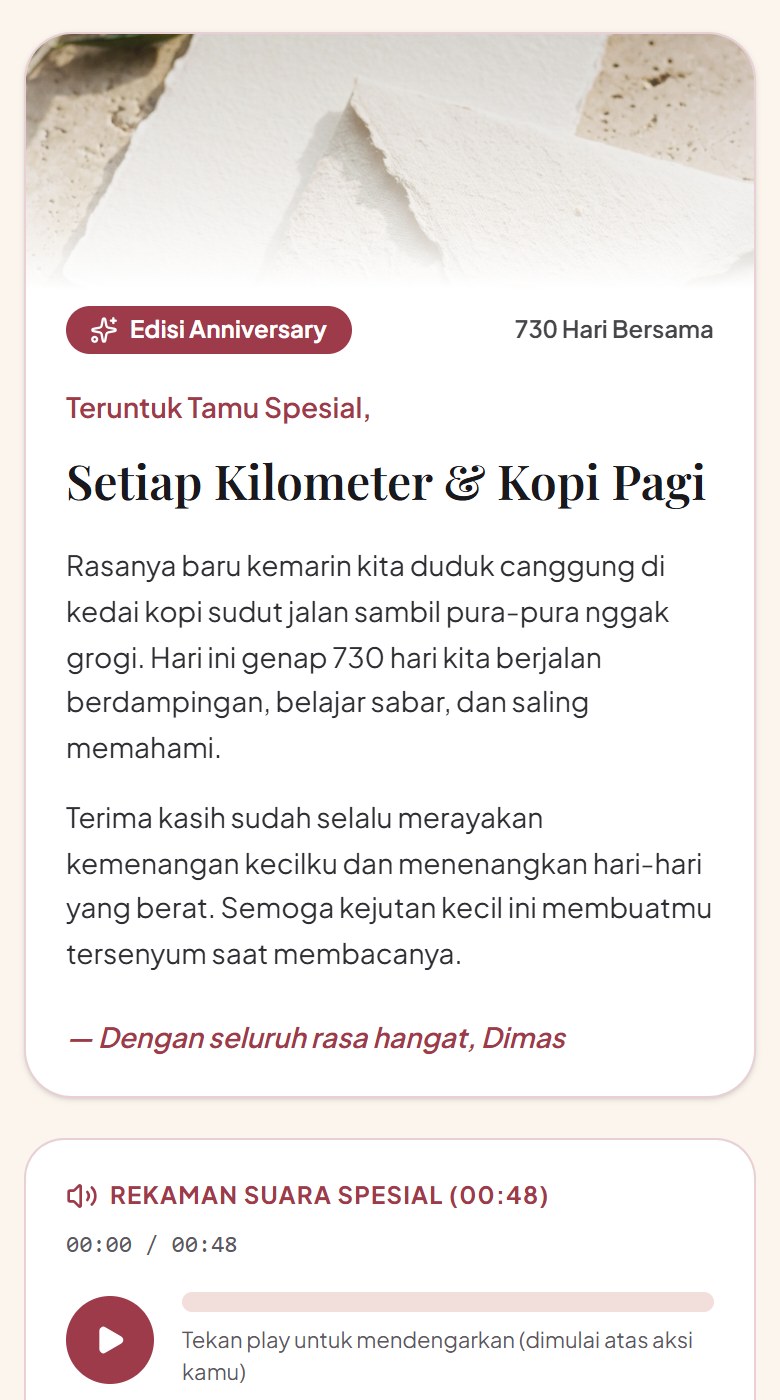 Edisi Anniversary
730 Hari Bersama
Teruntuk Tamu Spesial,
Setiap Kilometer & Kopi Pagi
Rasanya baru kemarin kita duduk canggung di
kedai kopi sudut jalan sambil pura-pura nggak
grogi. Hari ini genap 730 hari kita berjalan
berdampingan, belajar sabar, dan saling
memahami.
Terima kasih sudah selalu merayakan
kemenangan kecilku dan menenangkan hari-hari
yang berat. Semoga kejutan kecil ini membuatmu
tersenyum saat membacanya.
— Dengan seluruh rasa hangat, Dimas
REKAMAN SUARA SPESIAL (00:48)
00:00 / 00:48
Tekan play untuk mendengarkan (dimulai atas aksi
kamu)